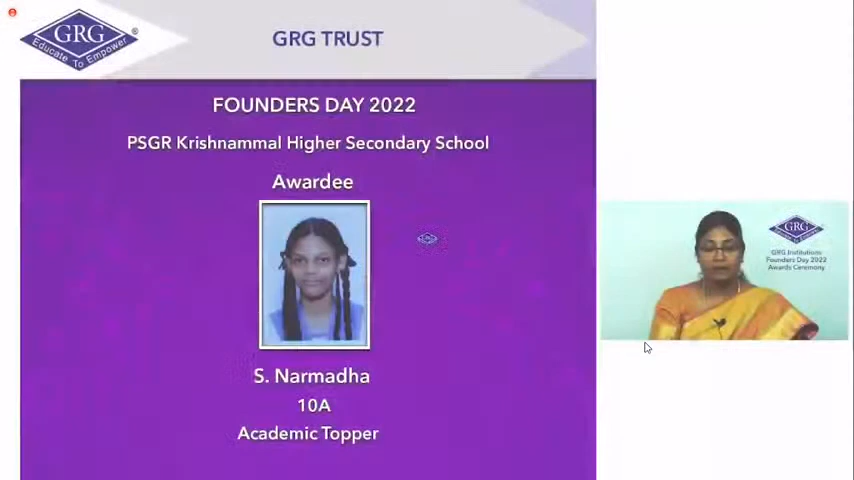 GRG
Educate To Empower
®
GRG TRUST
FOUNDERS DAY 2022
PSGR Krishnammal Higher Secondary School
Awardee
S. Narmadha
10A
Academic Topper
GRG
GRG
GRG Institutions
Founders Day 2022
Awards Ceremony